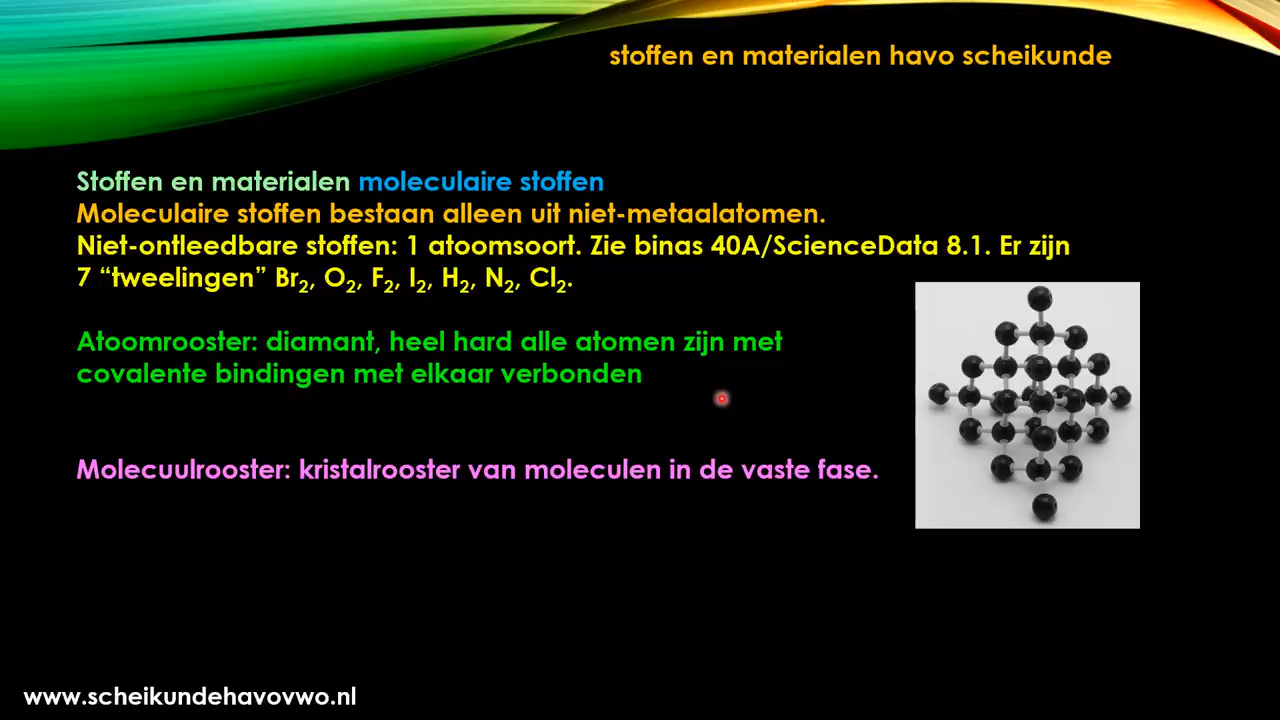 stoffen en materialen havo scheikunde
Stoffen en materialen moleculaire stoffen
Moleculaire stoffen bestaan alleen uit niet-metaalatomen.
Niet-ontleedbare stoffen: 1 atoomsoort. Zie binas 40A/ScienceData 8.1. Er zijn
7 “tweelingen” Br₂, O₂, F₂, I₂, H₂, N₂, Cl₂.
Atoomrooster: diamant, heel hard alle atomen zijn met
covalente bindingen met elkaar verbonden
Molecuulrooster: kristalrooster van moleculen in de vaste fase.
www.scheikundehavovwo.nl